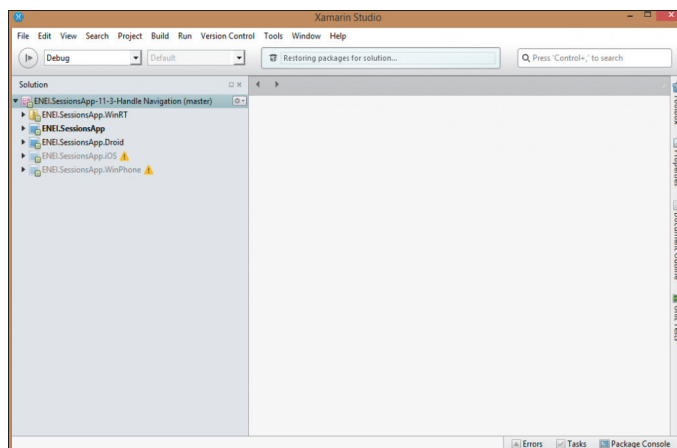 Xamarin Studio
File Edit View Search Project Build Run Version Control Tools Window Help
Debug Default Restoring packages for solution... Press 'Control+,' to search
Solution
ENEI.SessionsApp-11-3-Handle Navigation (master)
ENEI.SessionsApp.WinRT
ENEI.SessionsApp
ENEI.SessionsApp.Droid
ENEI.SessionsApp.iOS
ENEI.SessionsApp.WinPhone
Toolbox
Properties
Document Outline
Unit Tests
Errors Tasks Package Console